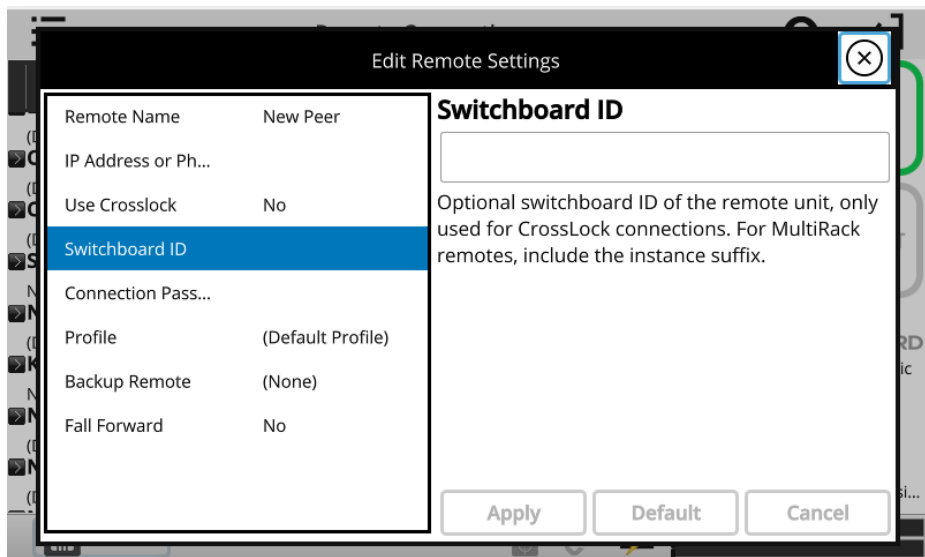 Edit Remote Settings
Remote Name New Peer
IP Address or Ph...
Use Crosslock No
Switchboard ID
Connection Pass...
Profile (Default Profile)
Backup Remote (None)
Fall Forward No
Switchboard ID
Optional switchboard ID of the remote unit, only
used for CrossLock connections. For MultiRack
remotes, include the instance suffix.
Apply Default Cancel